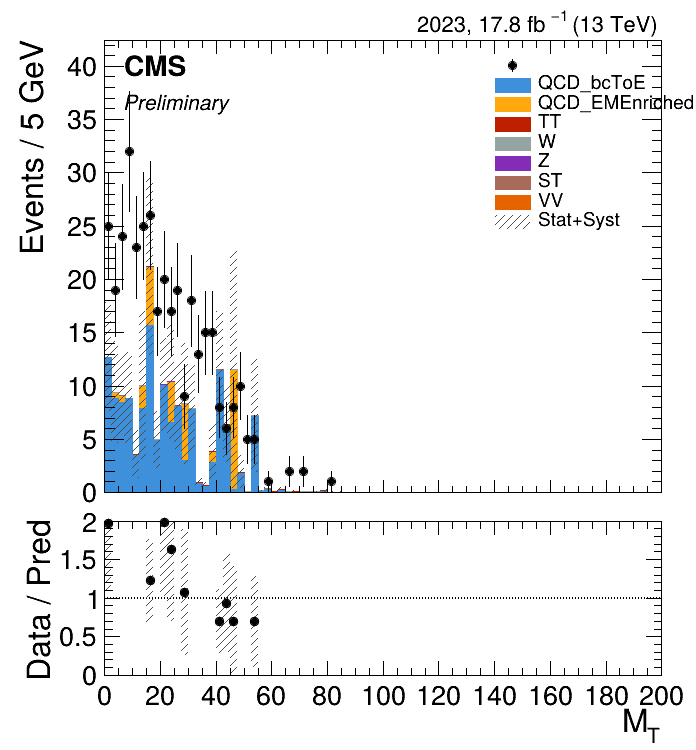 2023, 17.8 fb⁻¹ (13 TeV)
CMS
Preliminary
QCD_bcToE
QCD_EMEnriched
TT
W
Z
ST
VV
Stat+Syst
Events / 5 GeV
40
35
30
25
20
15
10
5
0
Data / Pred
2
1.5
1
0.5
0
0 20 40 60 80 100 120 140 160 180 200
M_T